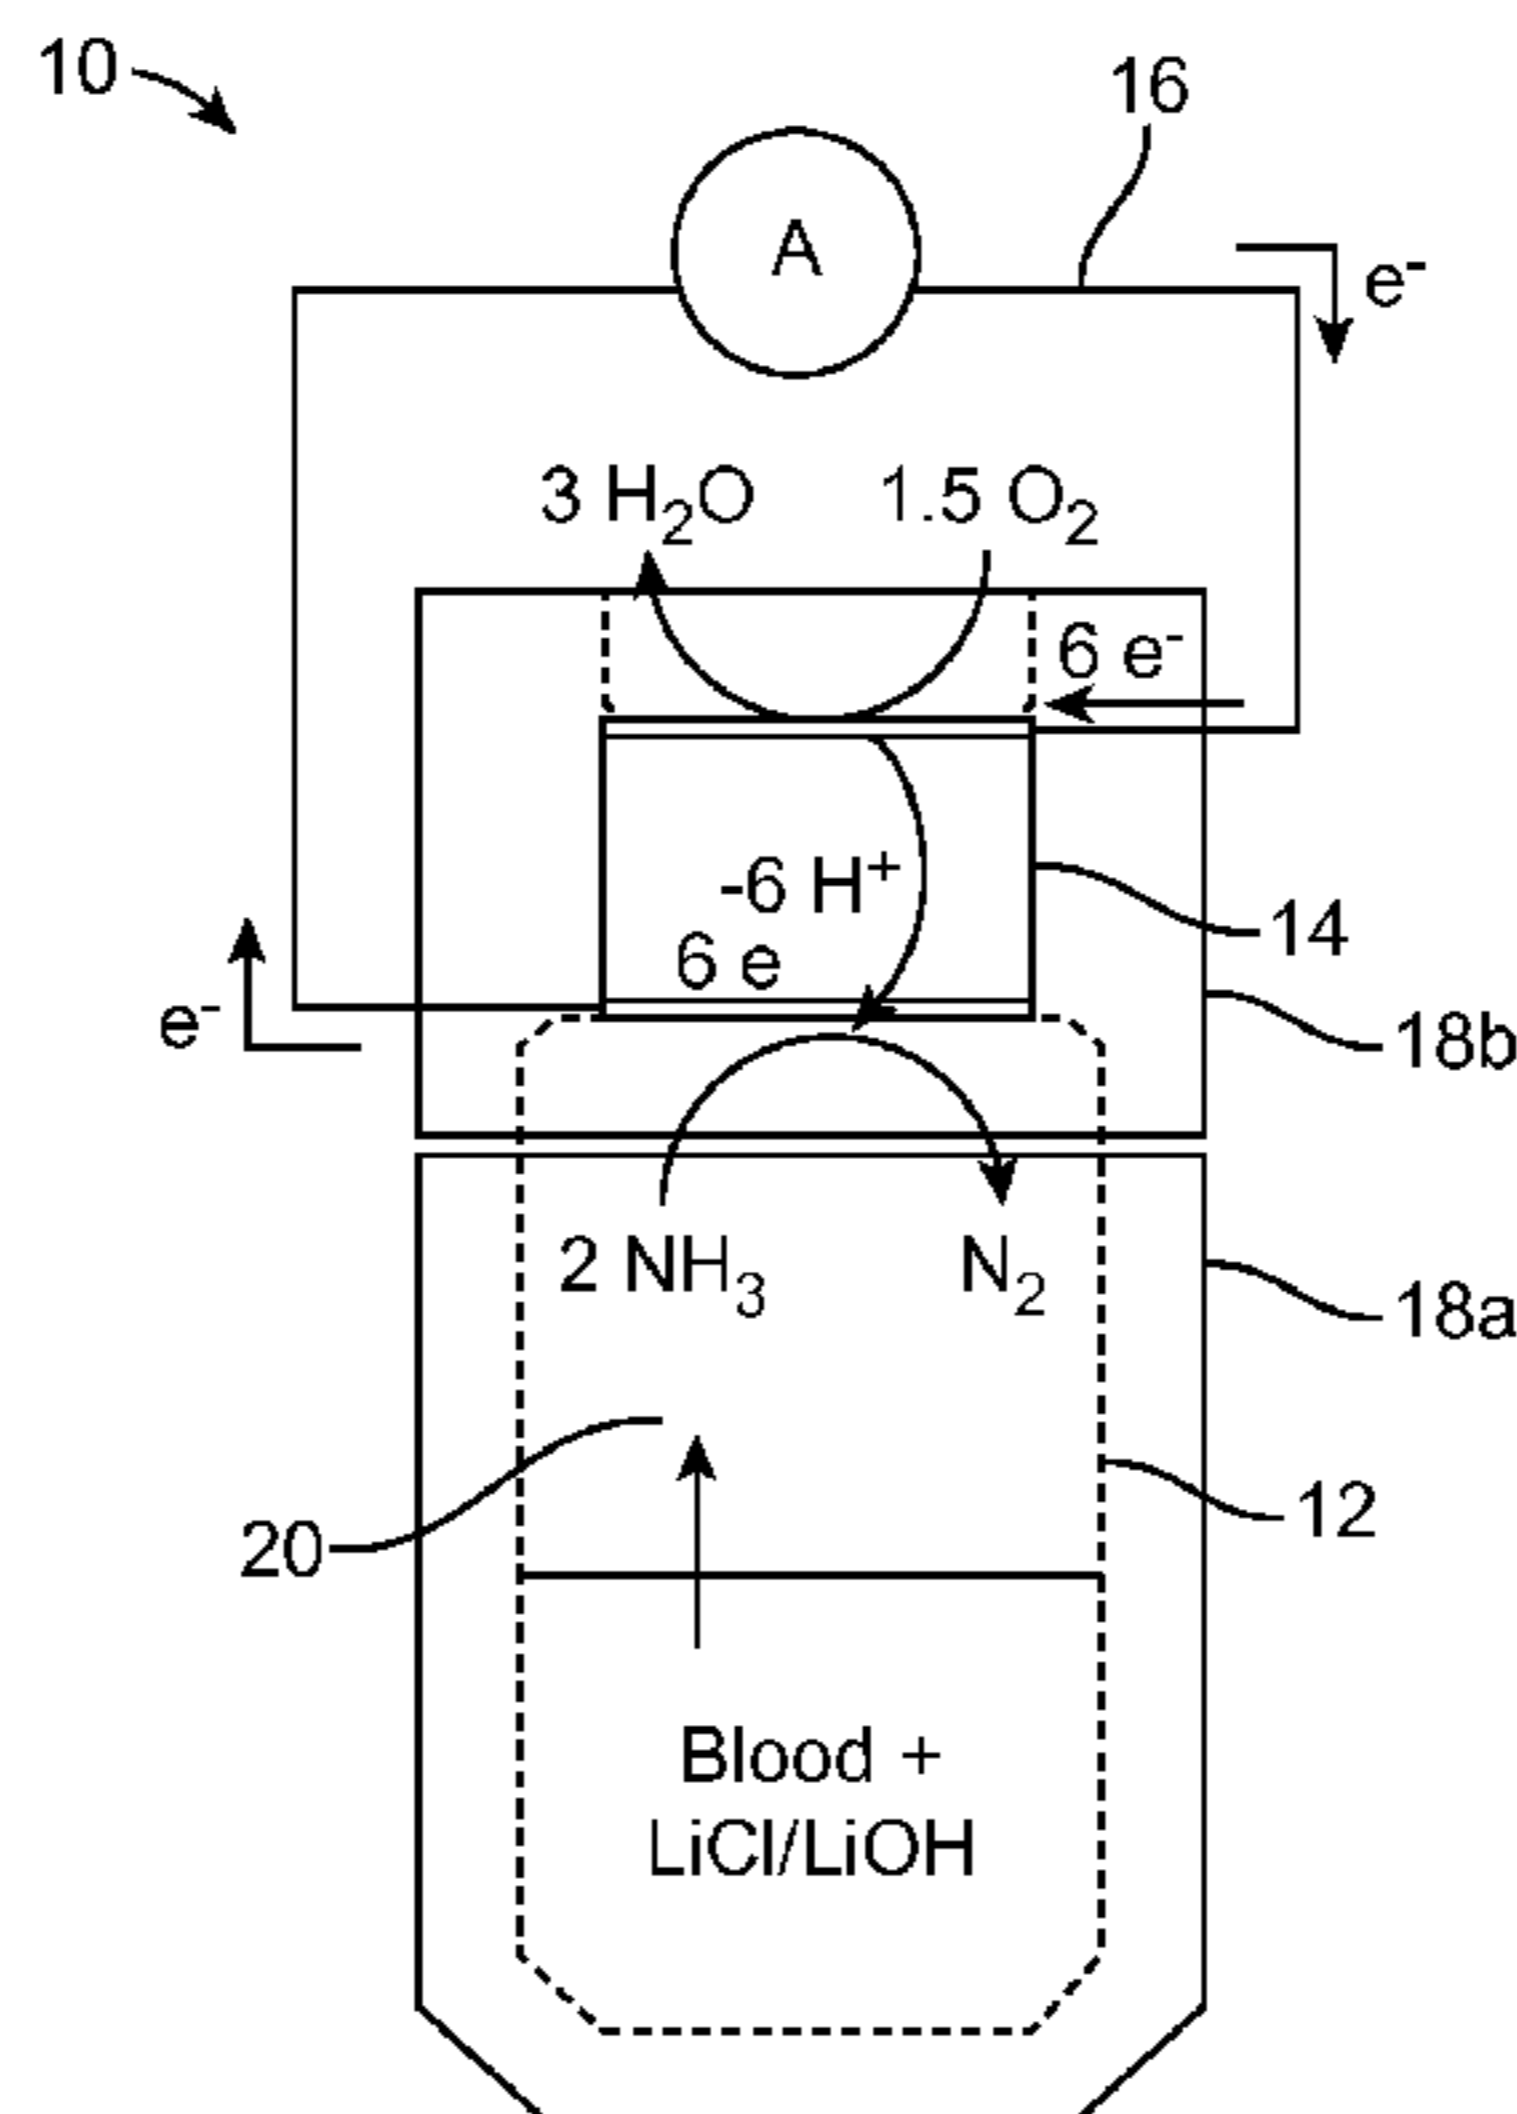 10
16
A
e⁻
3 H₂O 1.5 O₂
6 e⁻
-6 H⁺
6 e
14
e⁻
18b
2 NH₃ N₂
18a
20
12
Blood +
LiCl/LiOH